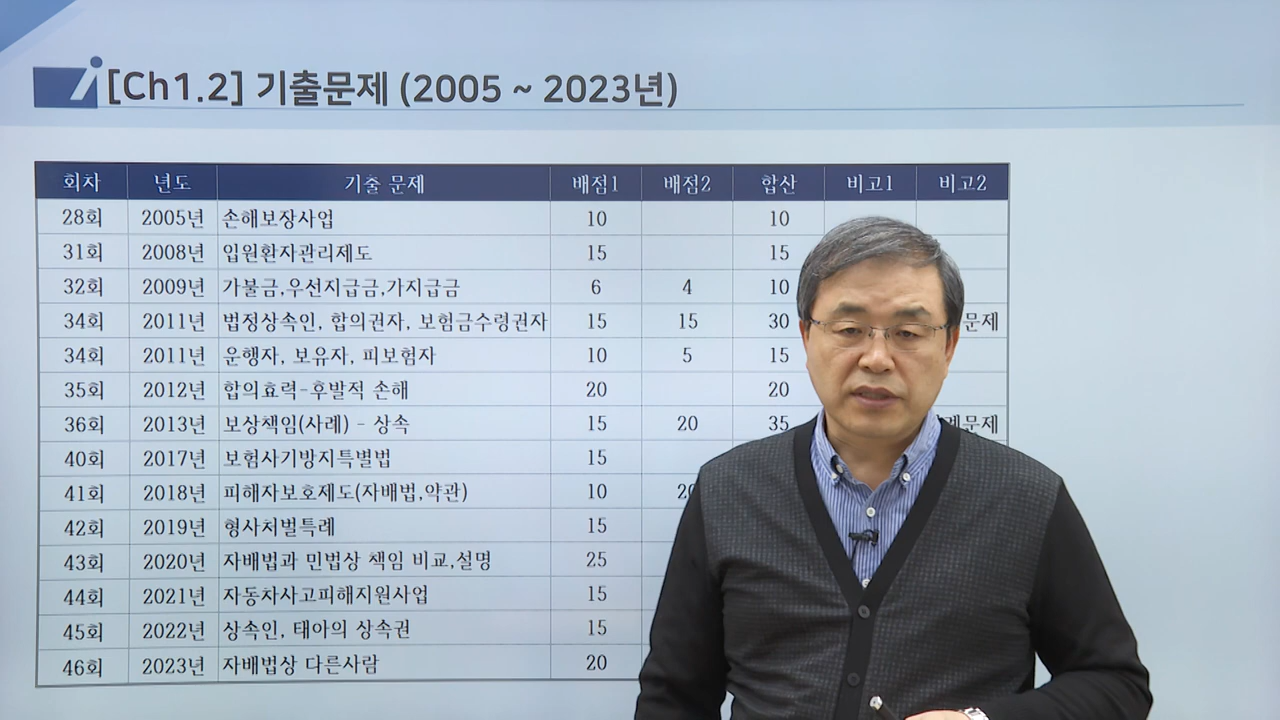 [Ch1.2] 기출문제 (2005 ~ 2023년)
회차 년도 기출 문제 배점1 배점2 합산 비고1 비고2
28회 2005년 손해보장사업 10 10
31회 2008년 입원환자관리제도 15 15
32회 2009년 가불금,우선지급금,가지급금 6 4 10
34회 2011년 법정상속인, 합의권자, 보험금수령권자 15 15 30 문제
34회 2011년 운행자, 보유자, 피보험자 10 5 15
35회 2012년 합의효력-후발적 손해 20 20
36회 2013년 보상책임(사례) - 상속 15 20 35 문제
40회 2017년 보험사기방지특별법 15
41회 2018년 피해자보호제도(자배법,약관) 10
42회 2019년 형사처벌특례 15
43회 2020년 자배법과 민법상 책임 비교,설명 25
44회 2021년 자동차사고피해지원사업 15
45회 2022년 상속인, 태아의 상속권 15
46회 2023년 자배법상 다른사람 20